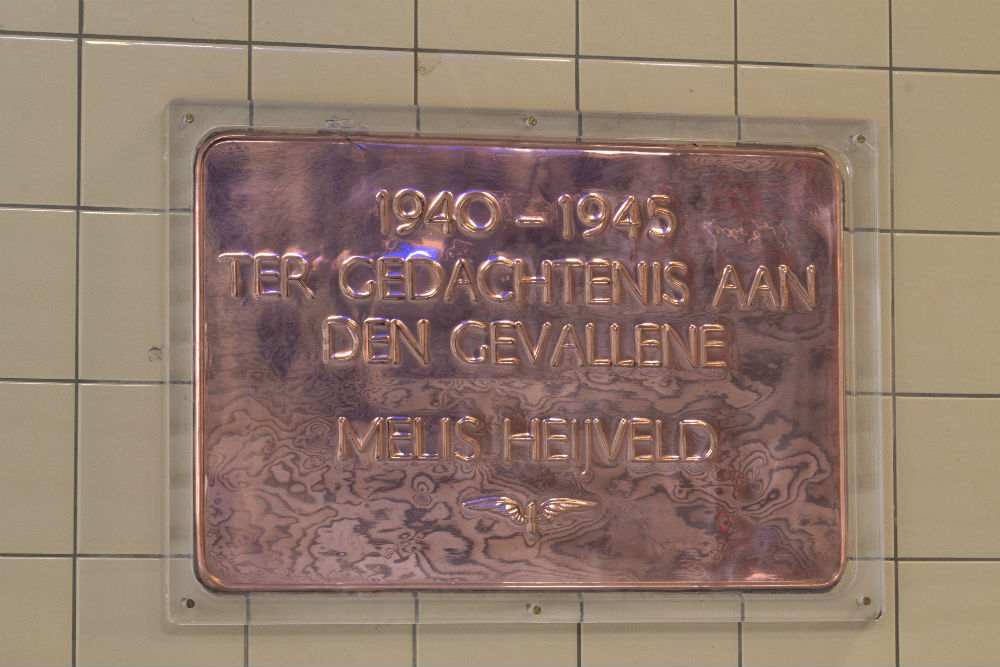 1940 - 1945
TER GEDACHTENIS AAN
DEN GEVALLENE
MELIS HEIJVELD